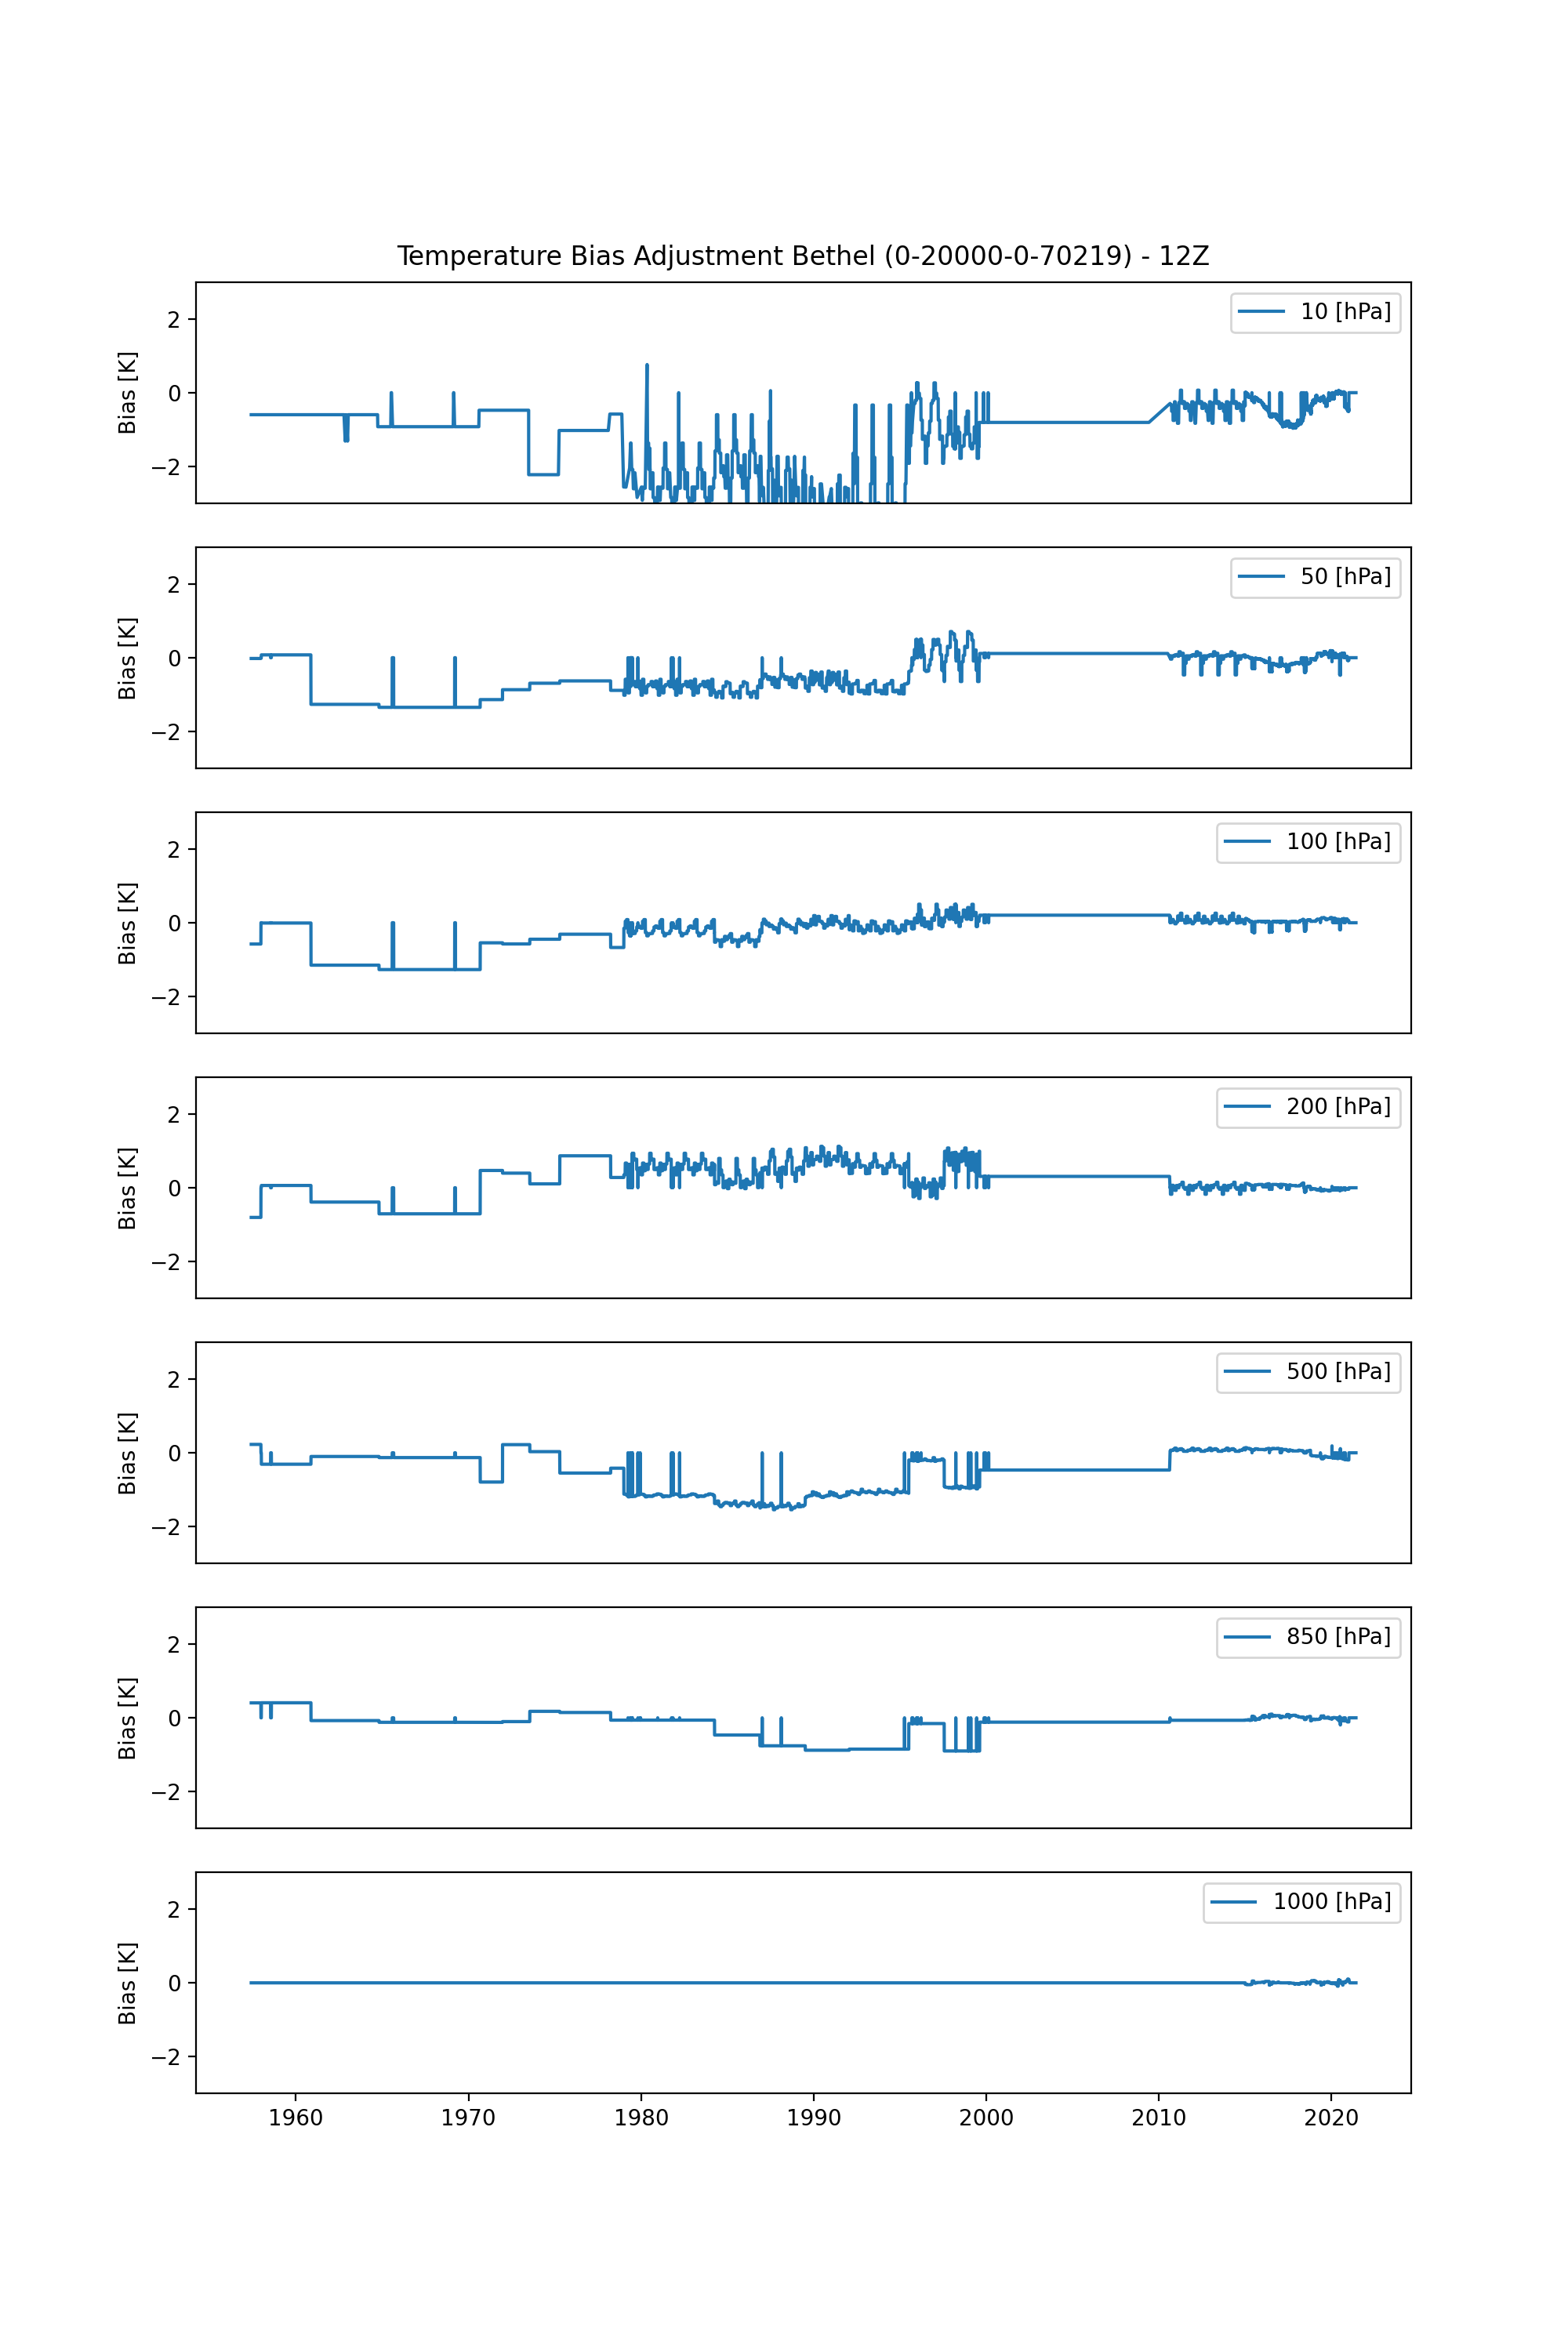 Temperature Bias Adjustment Bethel (0-20000-0-70219) - 12Z
Bias [K]
2
0
−2
10 [hPa]
Bias [K]
2
0
−2
50 [hPa]
Bias [K]
2
0
−2
100 [hPa]
Bias [K]
2
0
−2
200 [hPa]
Bias [K]
2
0
−2
500 [hPa]
Bias [K]
2
0
−2
850 [hPa]
Bias [K]
2
0
−2
1000 [hPa]
1960 1970 1980 1990 2000 2010 2020